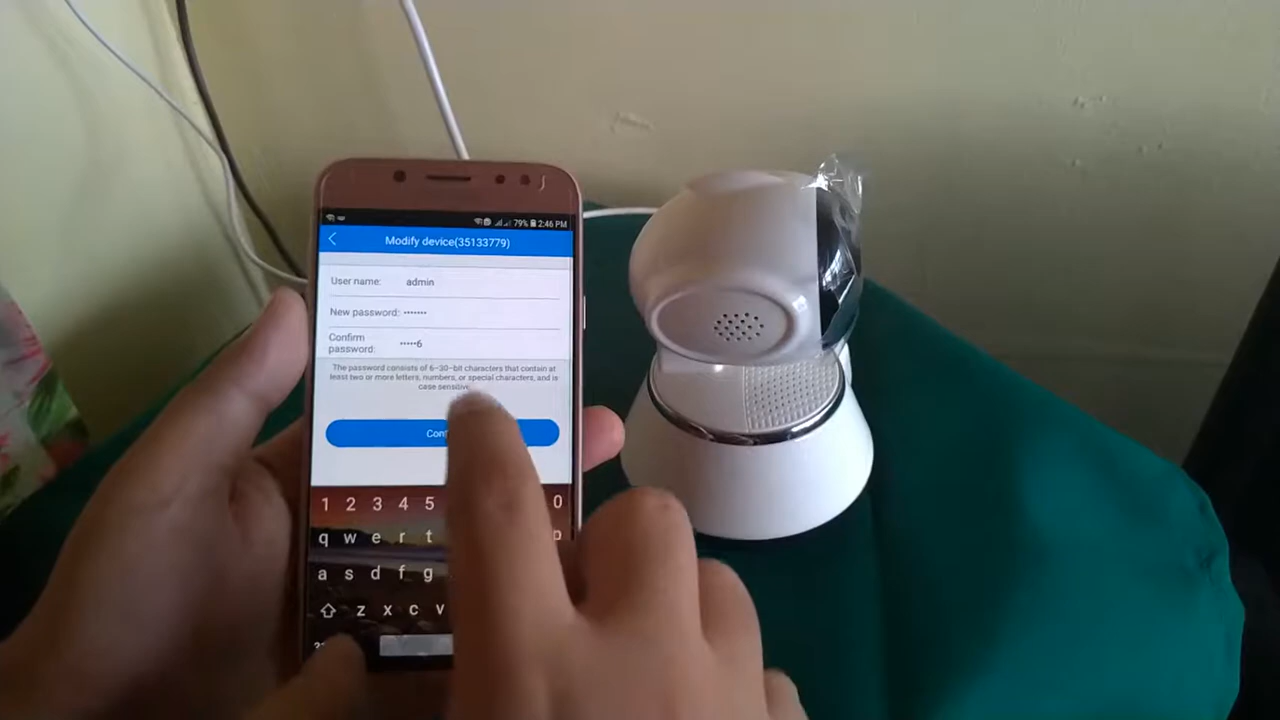 79% 2:46 PM
Modify device(35133779)
User name: admin
New password: •••••••
Confirm
password: •••••6
The password consists of 6-30-bit characters that contain at
least two or more letters, numbers, or special characters, and is
case sensitive
1 2 3 4 5 0
q w e r t
a s d f g
z x c v